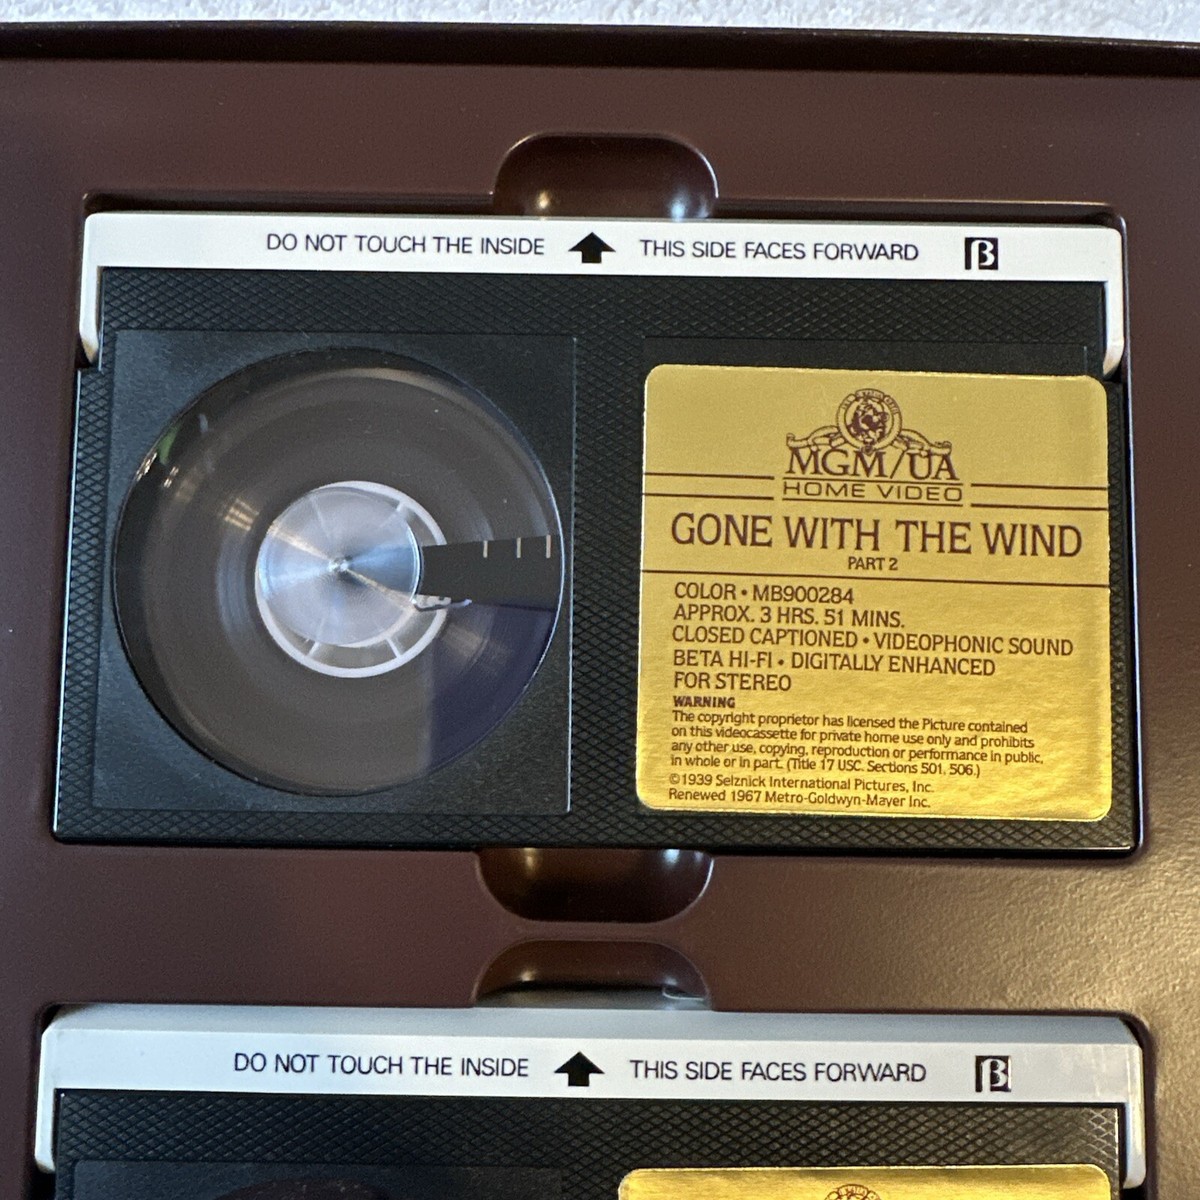 DO NOT TOUCH THE INSIDE THIS SIDE FACES FORWARD β
MGM/UA
HOME VIDEO
GONE WITH THE WIND
PART 2
COLOR • MB900284
APPROX. 3 HRS. 51 MINS.
CLOSED CAPTIONED • VIDEOPHONIC SOUND
BETA HI-FI • DIGITALLY ENHANCED
FOR STEREO
WARNING
The copyright proprietor has licensed the Picture contained
on this videocassette for private home use only and prohibits
any other use, copying, reproduction or performance in public,
in whole or in part. (Title 17 USC. Sections 501, 506.)
©1939 Selznick International Pictures, Inc.
Renewed 1967 Metro-Goldwyn-Mayer Inc.
DO NOT TOUCH THE INSIDE THIS SIDE FACES FORWARD β